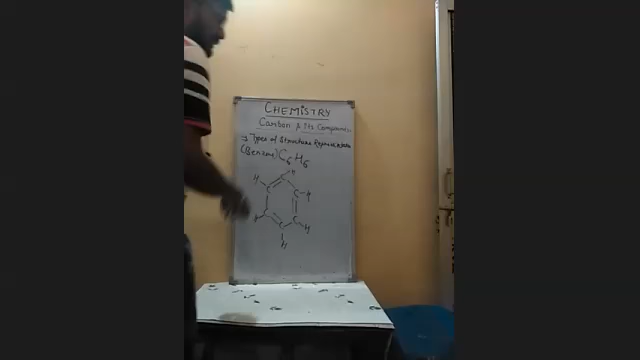 CHEMISTRY
Carbon & Its Compounds
→ Types of Structure Representation
(Benzene) C6H6
H
H C C C H
H C C C H
H